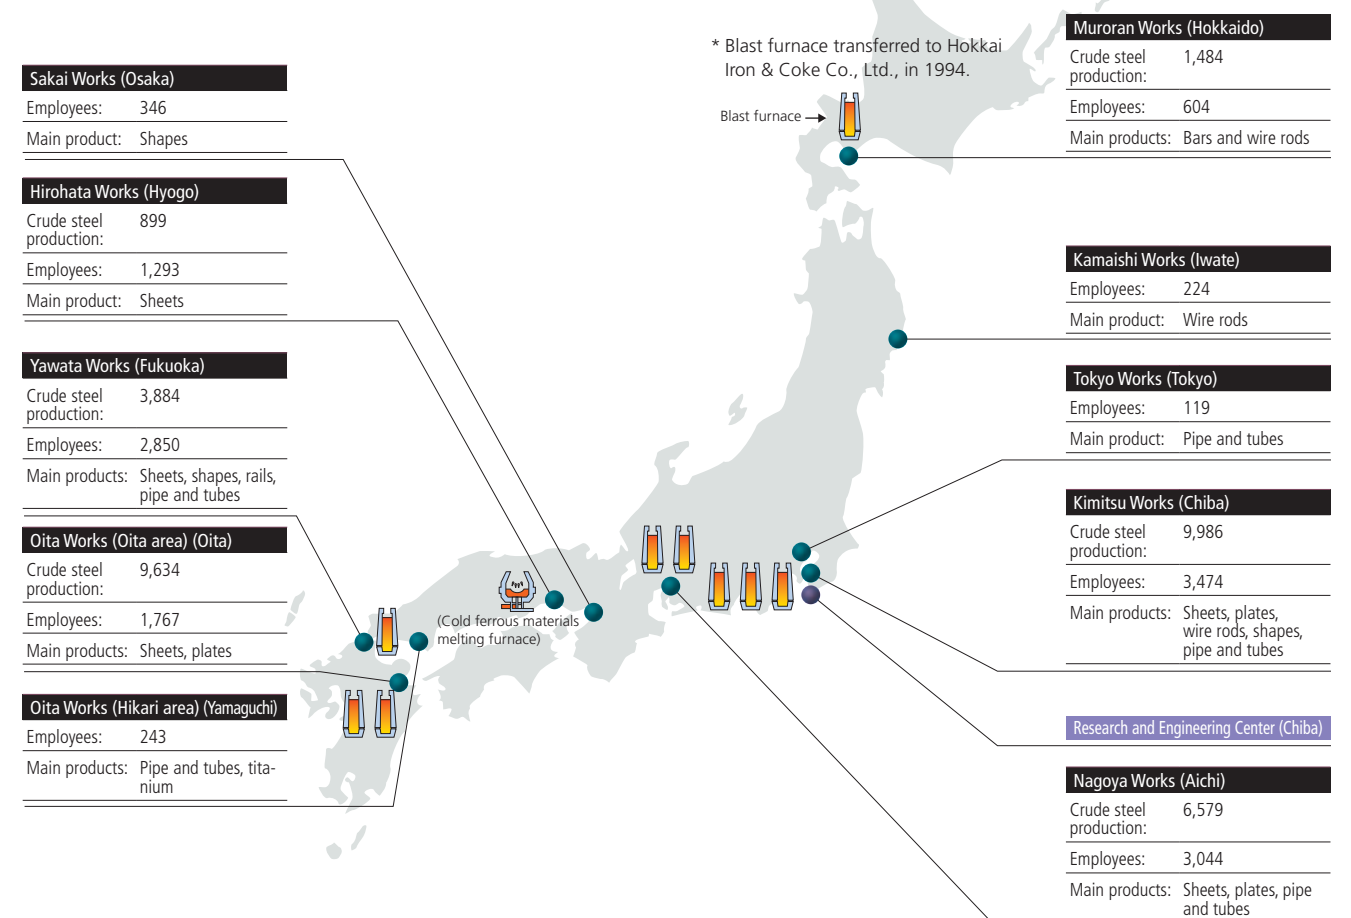 * Blast furnace transferred to Hokkai
Iron & Coke Co., Ltd., in 1994.
Blast furnace
Sakai Works (Osaka)
Employees: 346
Main product: Shapes
Hirohata Works (Hyogo)
Crude steel 899
production:
Employees: 1,293
Main product: Sheets
Yawata Works (Fukuoka)
Crude steel 3,884
production:
Employees: 2,850
Main products: Sheets, shapes, rails,
pipe and tubes
Oita Works (Oita area) (Oita)
Crude steel 9,634
production:
Employees: 1,767
Main products: Sheets, plates
Oita Works (Hikari area) (Yamaguchi)
Employees: 243
Main products: Pipe and tubes, tita-
nium
(Cold ferrous materials
melting furnace)
Muroran Works (Hokkaido)
Crude steel 1,484
production:
Employees: 604
Main products: Bars and wire rods
Kamaishi Works (Iwate)
Employees: 224
Main product: Wire rods
Tokyo Works (Tokyo)
Employees: 119
Main product: Pipe and tubes
Kimitsu Works (Chiba)
Crude steel 9,986
production:
Employees: 3,474
Main products: Sheets, plates,
wire rods, shapes,
pipe and tubes
Research and Engineering Center (Chiba)
Nagoya Works (Aichi)
Crude steel 6,579
production:
Employees: 3,044
Main products: Sheets, plates, pipe
and tubes